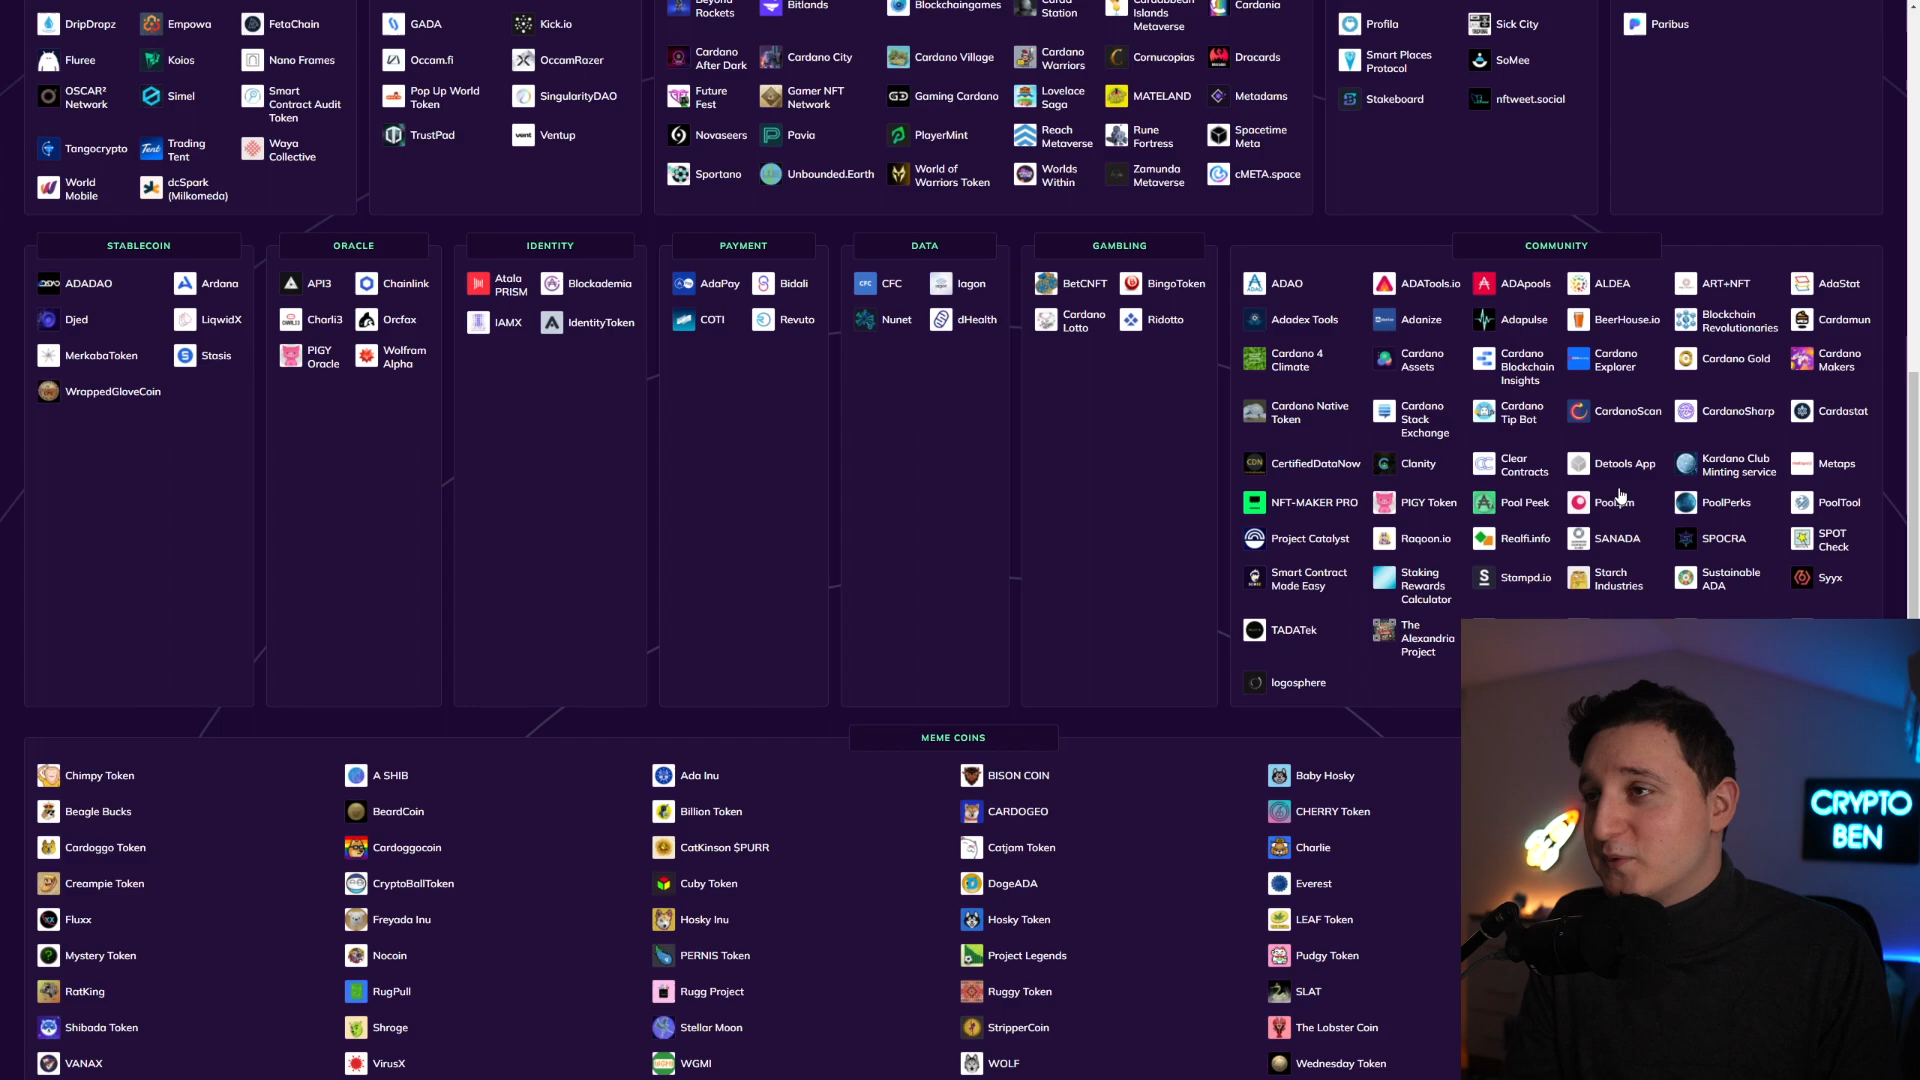 Beyond Rockets
Bitlands
Blockchaingames
Carda Station
Cardaubbean Islands Metaverse
Cardania
DripDropz
Empowa
FetaChain
GADA
Kick.io
Profila
Sick City
Paribus
Fluree
Koios
Nano Frames
Occam.fi
OccamRazer
Cardano After Dark
Cardano City
Cardano Village
Cardano Warriors
Cornucopias
Dracards
Smart Places Protocol
SoMee
OSCAR² Network
Simel
Smart Contract Audit Token
Pop Up World Token
SingularityDAO
Future Fest
Gamer NFT Network
Gaming Cardano
Lovelace Saga
MATELAND
Metadams
Stakeboard
nftweet.social
Tangocrypto
Trading Tent
Waya Collective
TrustPad
Ventup
Novaseers
Pavia
PlayerMint
Reach Metaverse
Rune Fortress
Spacetime Meta
World Mobile
dcSpark (Milkomeda)
Sportano
Unbounded.Earth
World of Warriors Token
Worlds Within
Zamunda Metaverse
cMETA.space
STABLECOIN
ADADAO
Ardana
Djed
LiqwidX
MerkabaToken
Stasis
WrappedGloveCoin
ORACLE
API3
Chainlink
Charli3
Orcfax
PIGY Oracle
Wolfram Alpha
IDENTITY
Atala PRISM
Blockademia
IAMX
IdentityToken
PAYMENT
AdaPay
Bidali
COTI
Revuto
DATA
CFC
Iagon
Nunet
dHealth
GAMBLING
BetCNFT
BingoToken
Cardano Lotto
Ridotto
COMMUNITY
ADAO
ADATools.io
ADApools
ALDEA
ART+NFT
AdaStat
Adadex Tools
Adanize
Adapulse
BeerHouse.io
Blockchain Revolutionaries
Cardamun
Cardano 4 Climate
Cardano Assets
Cardano Blockchain Insights
Cardano Explorer
Cardano Gold
Cardano Makers
Cardano Native Token
Cardano Stack Exchange
Cardano Tip Bot
CardanoScan
CardanoSharp
Cardastat
CertifiedDataNow
Clarity
Clear Contracts
Detools App
Kardano Club Minting service
Metaps
NFT-MAKER PRO
PIGY Token
Pool Peek
PoolPerks
PoolTool
Project Catalyst
Raqoon.io
Realfi.info
SANADA
SPOCRA
SPOT Check
Smart Contract Made Easy
Staking Rewards Calculator
Stampd.io
Starch Industries
Sustainable ADA
Syyx
TADATek
The Alexandria Project
logosphere
MEME COINS
Chimpy Token
A SHIB
Ada Inu
BISON COIN
Baby Hosky
Beagle Bucks
BeardCoin
Billion Token
CARDOGEO
CHERRY Token
Cardoggo Token
Cardoggocoin
CatKinson $PURR
Catjam Token
Charlie
Creampie Token
CryptoBallToken
Cuby Token
DogeADA
Everest
Fluxx
Freyada Inu
Hosky Inu
Hosky Token
LEAF Token
Mystery Token
Nocoin
PERNIS Token
Project Legends
Pudgy Token
RatKing
RugPull
Rugg Project
Ruggy Token
SLAT
Shibada Token
Shroge
Stellar Moon
StripperCoin
The Lobster Coin
VANAX
VirusX
WGMI
WOLF
Wednesday Token
CRYPTO
BEN